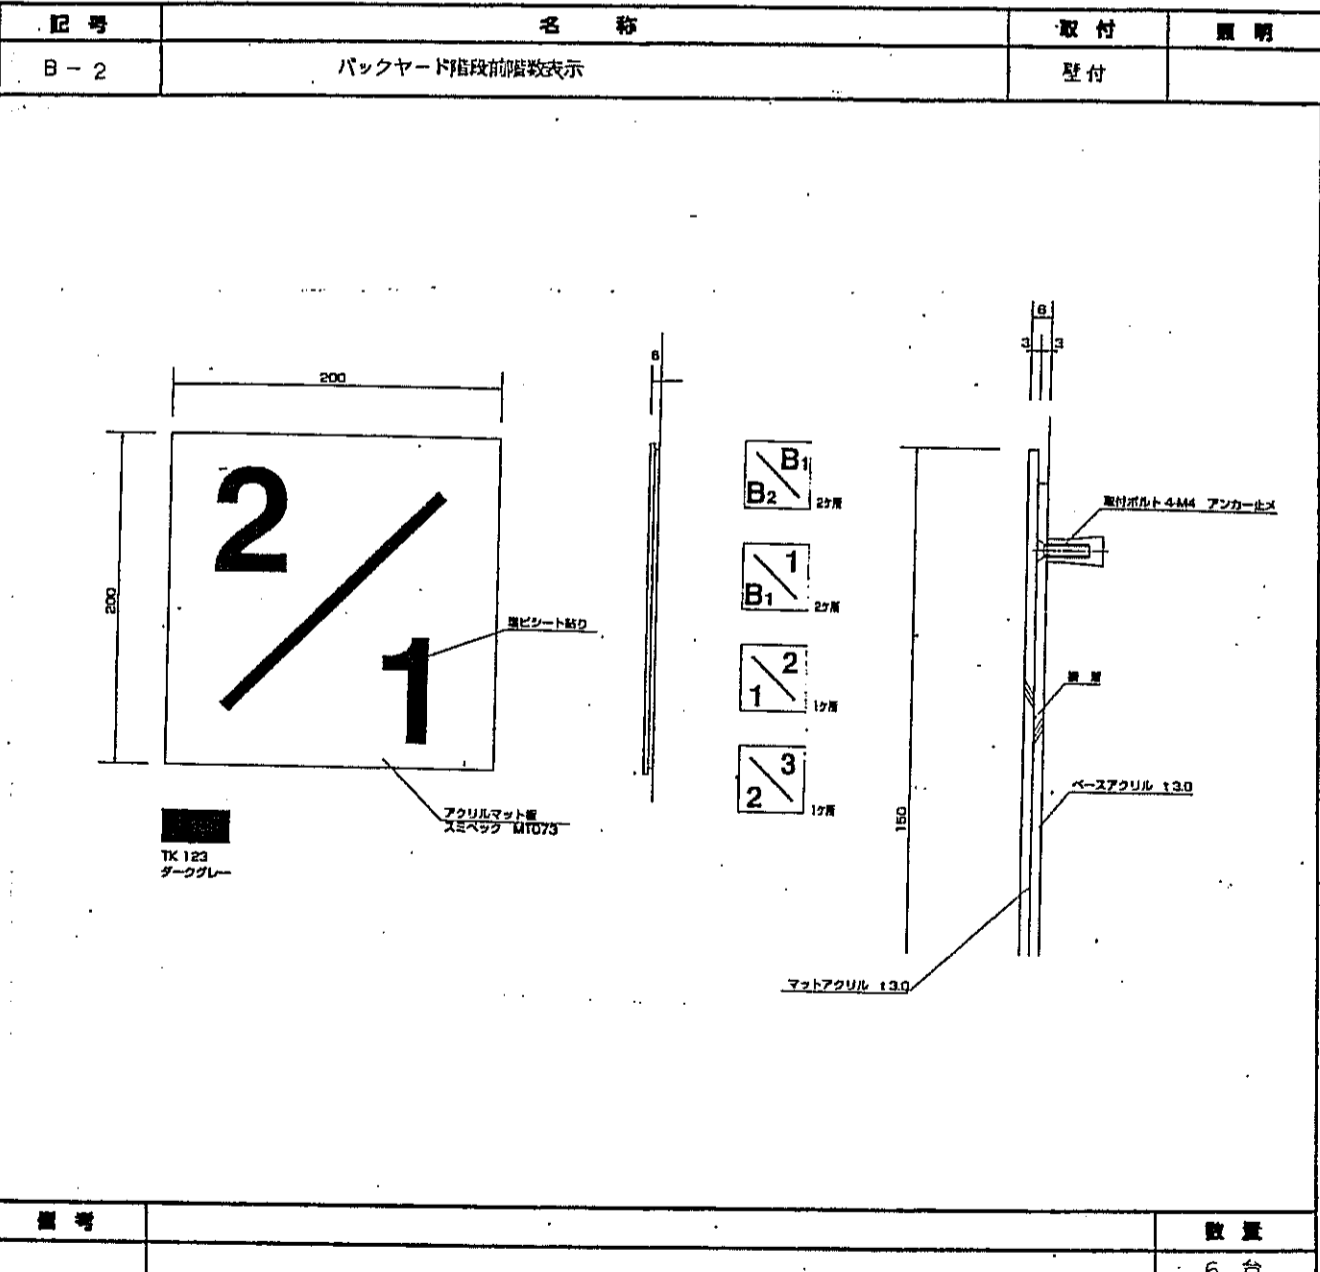 記号 名称 取付 照明
B-2 バックヤード階段前階数表示 壁付
200
200
2
1
塩ビシート貼り
アクリルマット板
スミペック MT073
TK 123
ダークグレー
6
B1
B2
2ケ所
1
B1
2ケ所
2
1
1ケ所
3
2
1ケ所
6
3 3
取付ボルト 4-M4 アンカー止メ
接着
ベースアクリル t3.0
150
マットアクリル t3.0
備考 数量
6 台